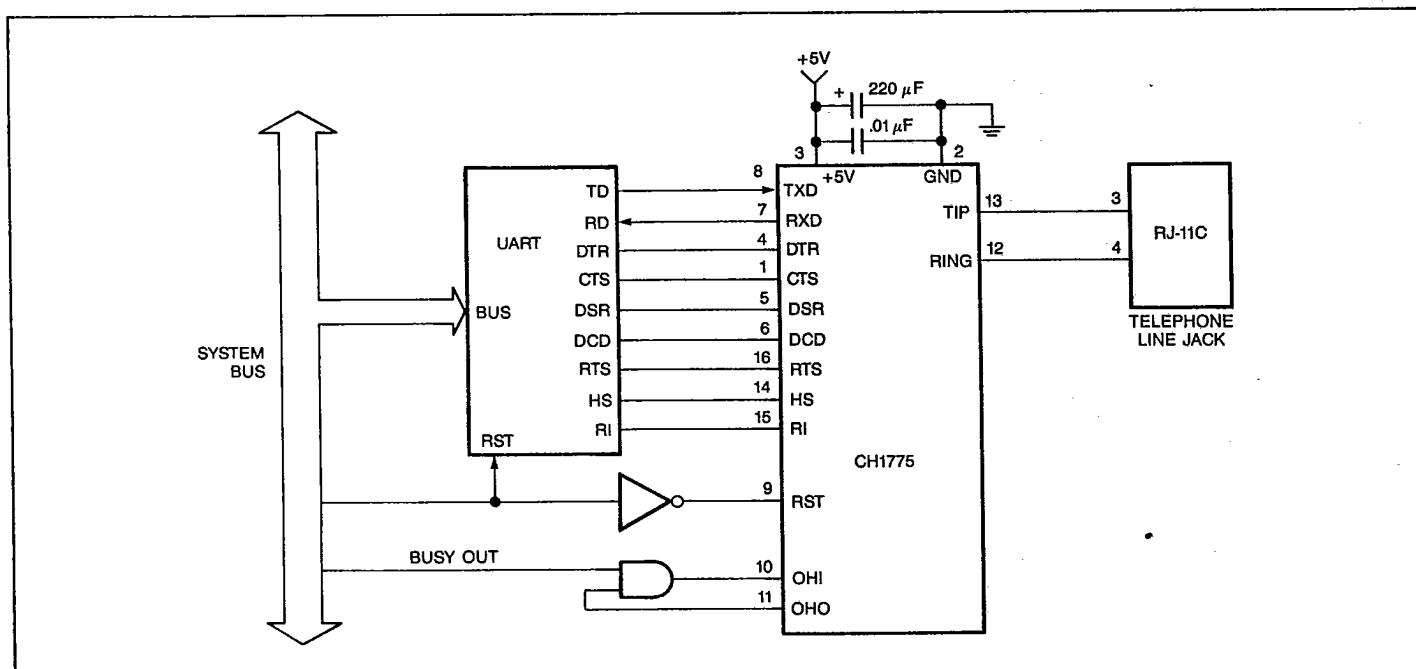 +5V
+ 220 µF
.01 µF
3
2
+5V
GND
SYSTEM
BUS
BUS
UART
TD
RD
DTR
CTS
DSR
DCD
RTS
HS
RI
RST
8
7
4
1
5
6
16
14
15
9
10
11
TXD
RXD
DTR
CTS
DSR
DCD
RTS
HS
RI
RST
OHI
OHO
CH1775
TIP
RING
13
12
3
4
RJ-11C
TELEPHONE
LINE JACK
BUSY OUT